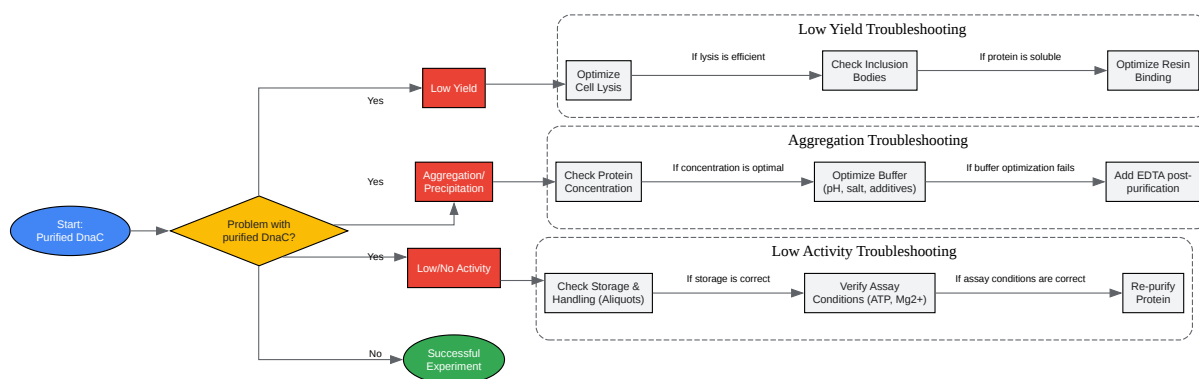 Low Yield Troubleshooting
Optimize
Cell Lysis
If lysis is efficient
Check Inclusion
Bodies
If protein is soluble
Optimize Resin
Binding
Low Yield
Yes
Aggregation Troubleshooting
Aggregation/
Precipitation
Yes
Check Protein
Concentration
If concentration is optimal
Optimize Buffer
(pH, salt, additives)
If buffer optimization fails
Add EDTA post-
purification
Start:
Purified DnaC
Problem with
purified DnaC?
Low Activity Troubleshooting
Yes
Low/No Activity
Check Storage &
Handling (Aliquots)
If storage is correct
Verify Assay
Conditions (ATP, Mg2+)
If assay conditions are correct
Re-purify
Protein
No
Successful
Experiment